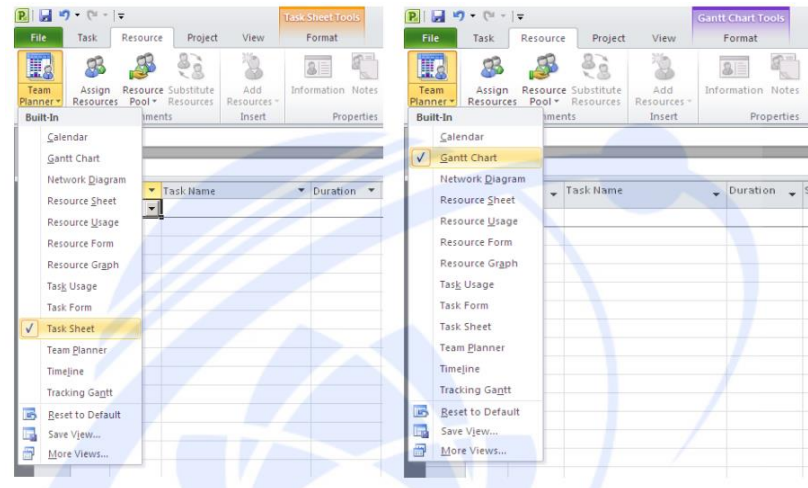 Task Sheet Tools
File Task Resource Project View Format
Team Planner Assign Resources Resource Pool Substitute Resources Add Resources Information Notes
Insert Properties
Built-In
Calendar
Gantt Chart
Network Diagram
Resource Sheet
Resource Usage
Resource Form
Resource Graph
Task Usage
Task Form
Task Sheet
Team Planner
Timeline
Tracking Gantt
Reset to Default
Save View...
More Views...
Task Name Duration
Gantt Chart Tools
File Task Resource Project View Format
Team Planner Assign Resources Resource Pool Substitute Resources Add Resources Information Notes
Insert Properties
Built-In
Calendar
Gantt Chart
Network Diagram
Resource Sheet
Resource Usage
Resource Form
Resource Graph
Task Usage
Task Form
Task Sheet
Team Planner
Timeline
Tracking Gantt
Reset to Default
Save View...
More Views...
Task Name Duration